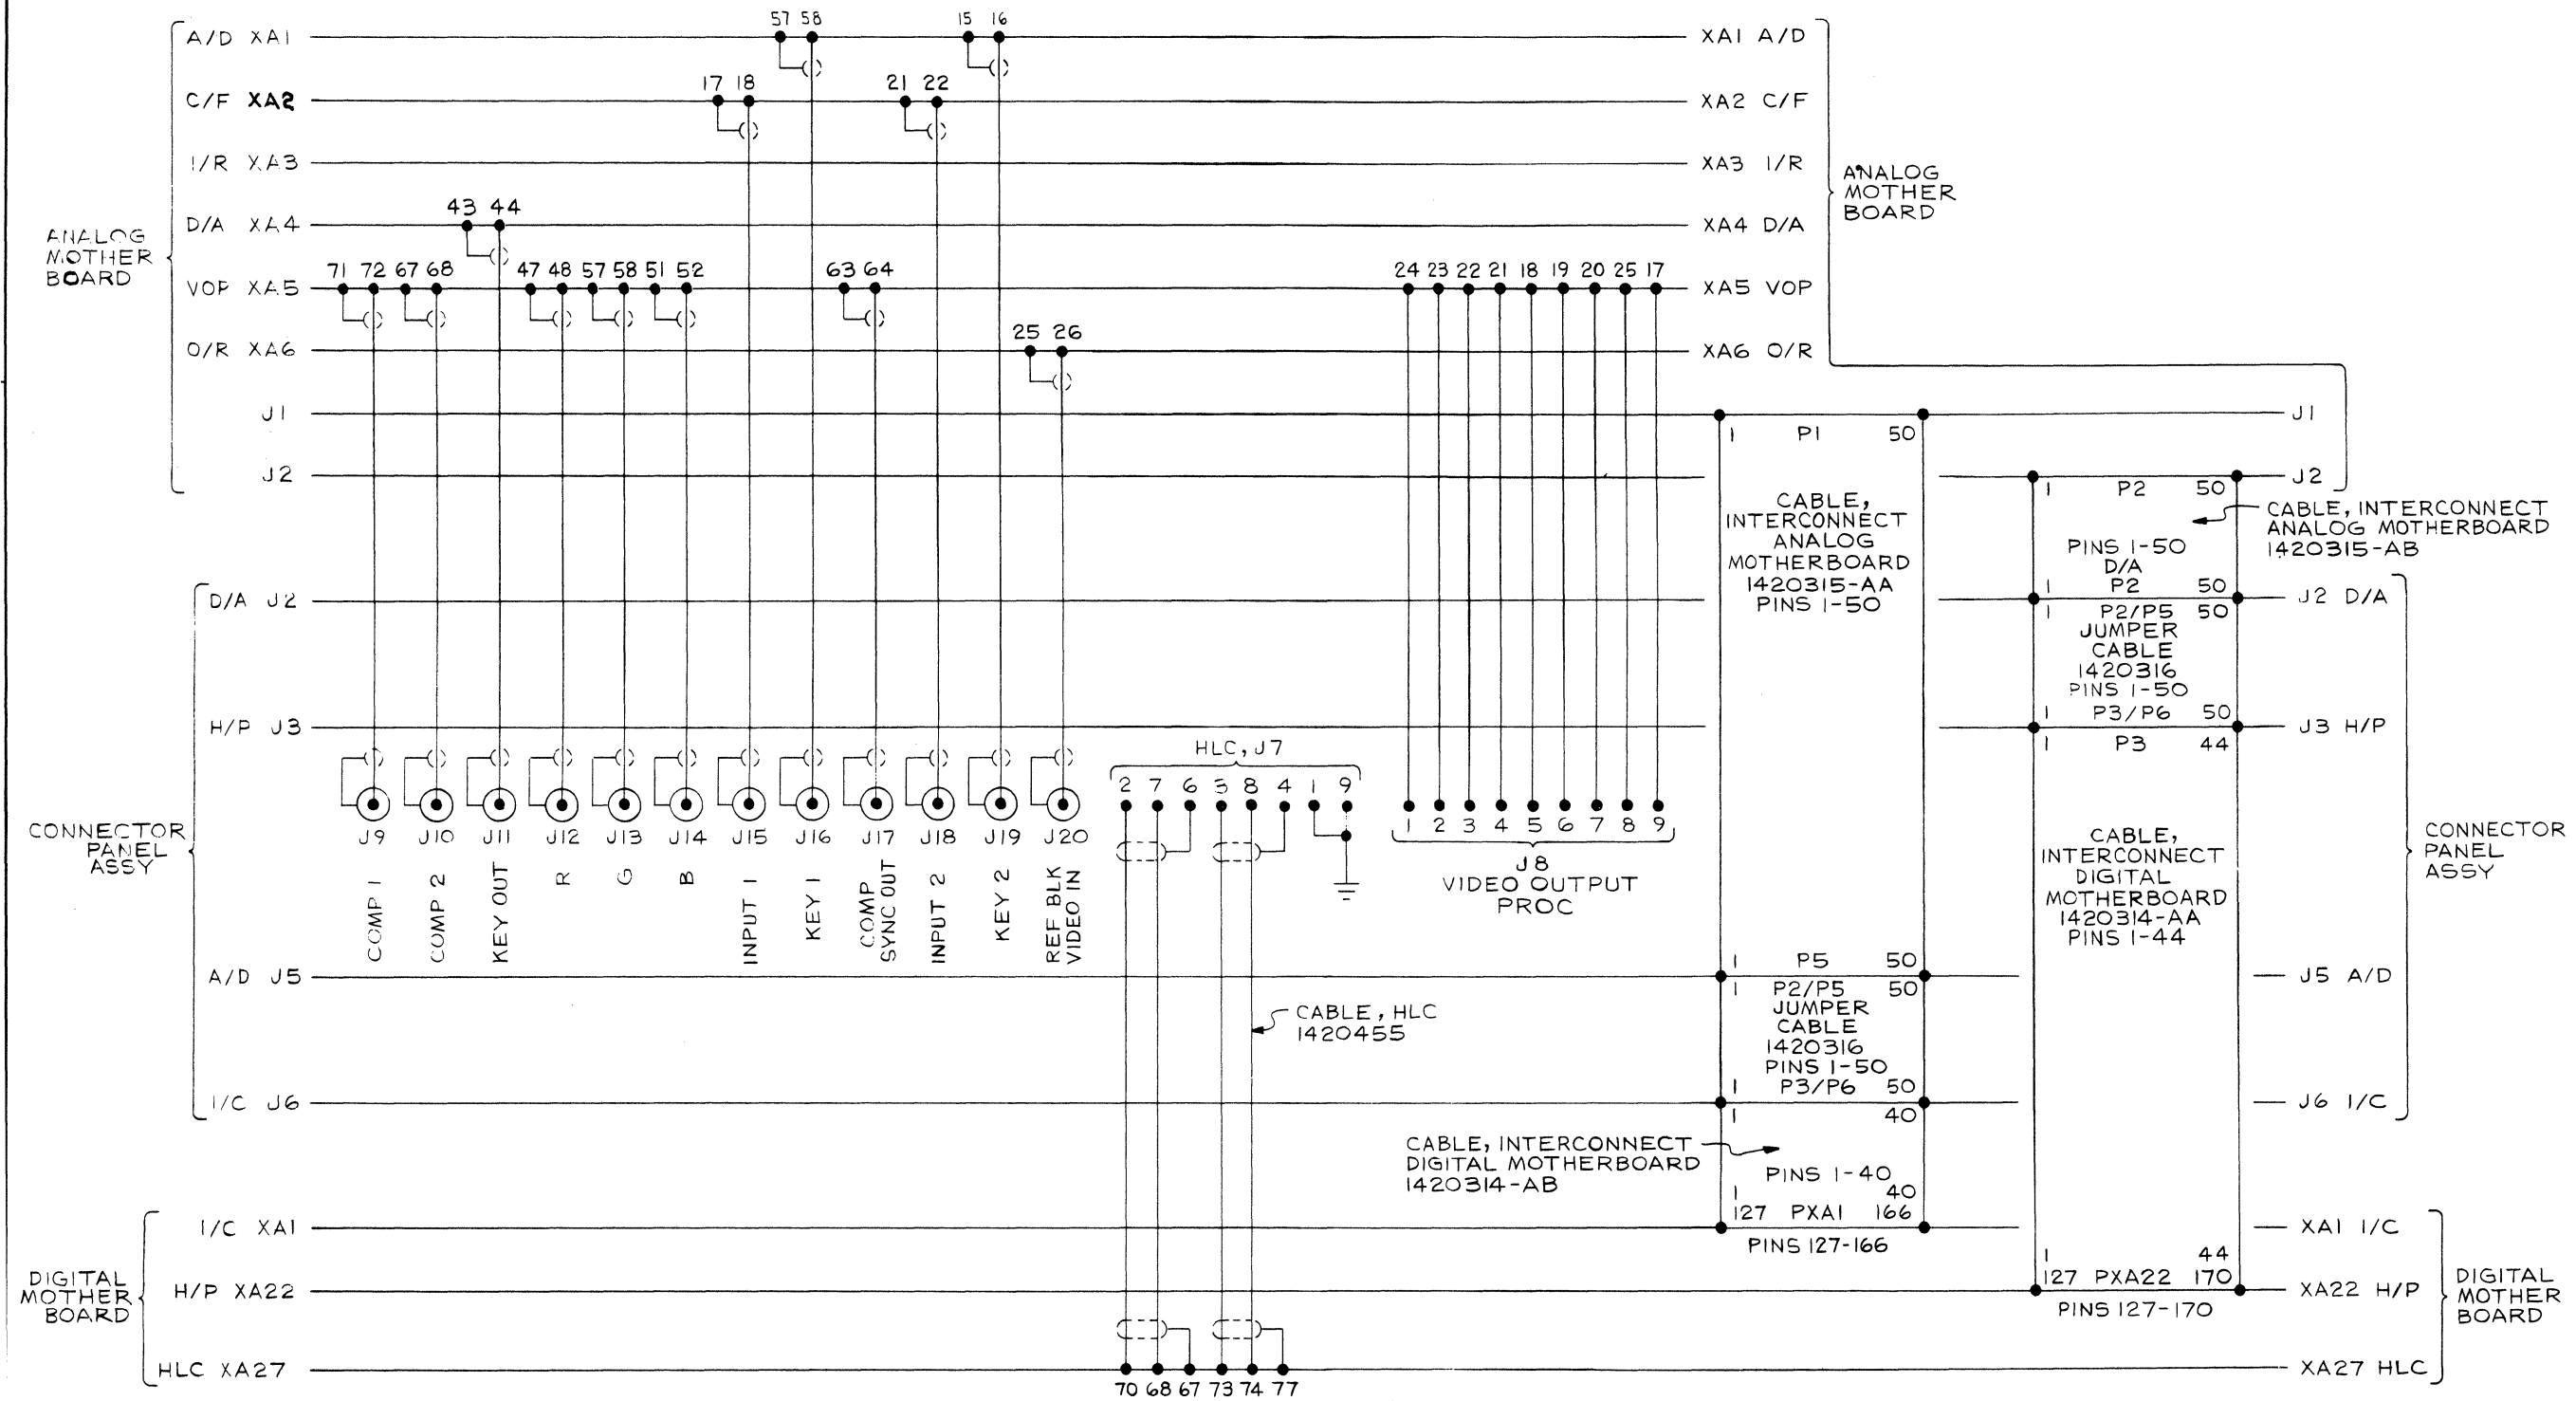 57 58 15 16
A/D XA1
XA1 A/D
17 18 21 22
C/F XA2
XA2 C/F
I/R XA3
XA3 I/R
ANALOG
MOTHER
BOARD
43 44
D/A XA4
XA4 D/A
ANALOG
MOTHER
BOARD
71 72 67 68 47 48 57 58 51 52 63 64 24 23 22 21 18 19 20 25 17
VOP XA5
XA5 VOP
25 26
O/R XA6
XA6 O/R
J1
J1
1 P1 50
J2
J2
1 P2 50
CABLE, INTERCONNECT
ANALOG MOTHERBOARD
1420315-AB
CABLE,
INTERCONNECT
ANALOG
MOTHERBOARD
1420315-AA
PINS 1-50
PINS 1-50
D/A
1 P2 50
D/A J2
J2 D/A
1 P2/P5 50
JUMPER
CABLE
1420316
PINS 1-50
1 P3/P6 50
H/P J3
J3 H/P
1 P3 44
HLC, J7
2 7 6 3 8 4 1 9
CONNECTOR
PANEL
ASSY
J9 J10 J11 J12 J13 J14 J15 J16 J17 J18 J19 J20
COMP 1
COMP 2
KEY OUT
R
G
B
INPUT 1
KEY 1
COMP
SYNC OUT
INPUT 2
KEY 2
REF BLK
VIDEO IN
1 2 3 4 5 6 7 8 9
J8
VIDEO OUTPUT
PROC
CABLE,
INTERCONNECT
DIGITAL
MOTHERBOARD
1420314-AA
PINS 1-44
CONNECTOR
PANEL
ASSY
1 P5 50
A/D J5
J5 A/D
1 P2/P5 50
JUMPER
CABLE
1420316
PINS 1-50
1 P3/P6 50
CABLE, HLC
1420455
I/C J6
J6 I/C
1 40
CABLE, INTERCONNECT
DIGITAL MOTHERBOARD
1420314-AB
PINS 1-40
1 40
127 PXA1 166
I/C XA1
XA1 I/C
PINS 127-166
DIGITAL
MOTHER
BOARD
1 44
127 PXA22 170
H/P XA22
XA22 H/P
PINS 127-170
DIGITAL
MOTHER
BOARD
HLC XA27
XA27 HLC
70 68 67 73 74 77